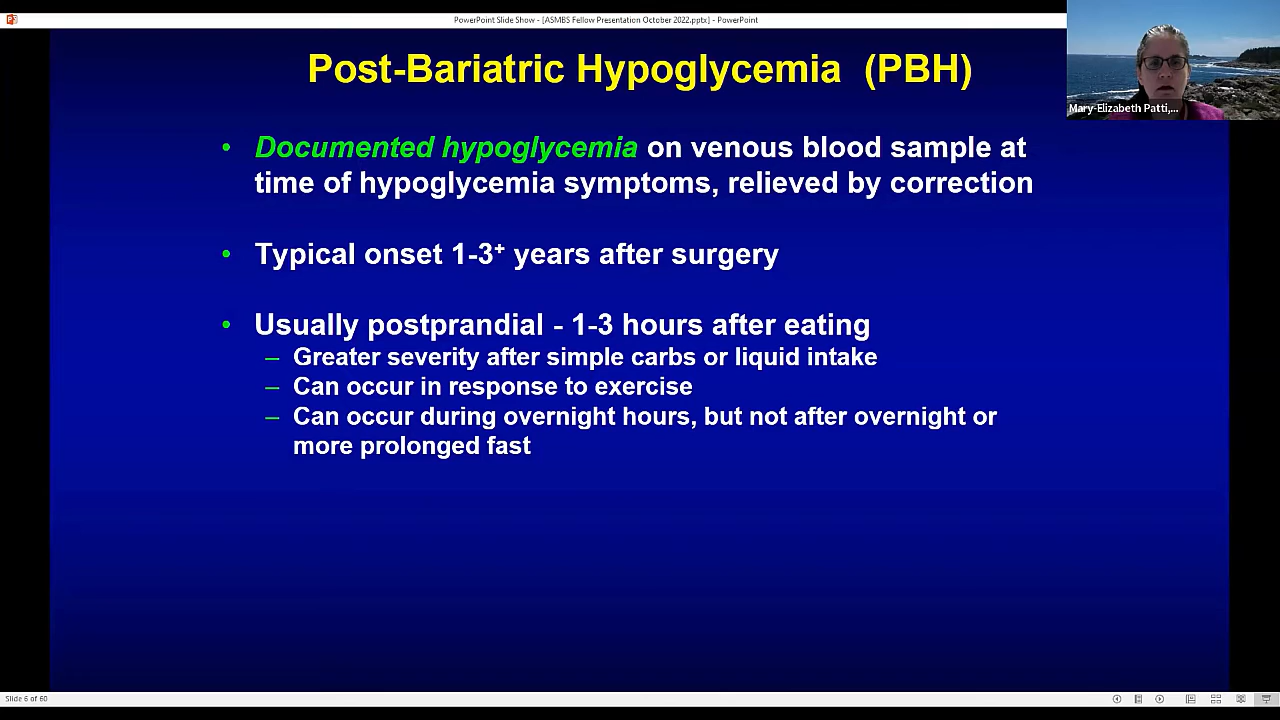 PowerPoint Slide Show - [ASMBS Fellow Presentation October 2022.pptx] - PowerPoint
Mary-Elizabeth Patti,...
Post-Bariatric Hypoglycemia (PBH)
• Documented hypoglycemia on venous blood sample at
time of hypoglycemia symptoms, relieved by correction
• Typical onset 1-3+ years after surgery
• Usually postprandial - 1-3 hours after eating
– Greater severity after simple carbs or liquid intake
– Can occur in response to exercise
– Can occur during overnight hours, but not after overnight or
more prolonged fast
Slide 6 of 60